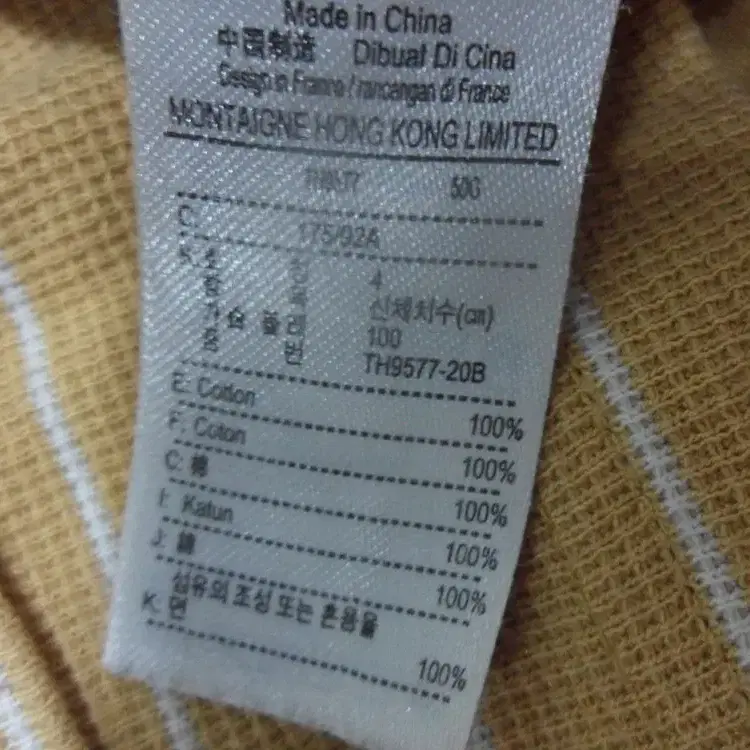 Made in China
中国制造 Dibuat Di Cina
Design in France / rancangan di France
MONTAIGNE HONG KONG LIMITED
50G
C: 175/92A
K: 4
신체치수(㎝)
100
TH9577-20B
E: Cotton 100%
F: Coton 100%
C: 棉 100%
I: Katun 100%
J: 綿 100%
섬유의 조성 또는 혼용율
K: 면 100%